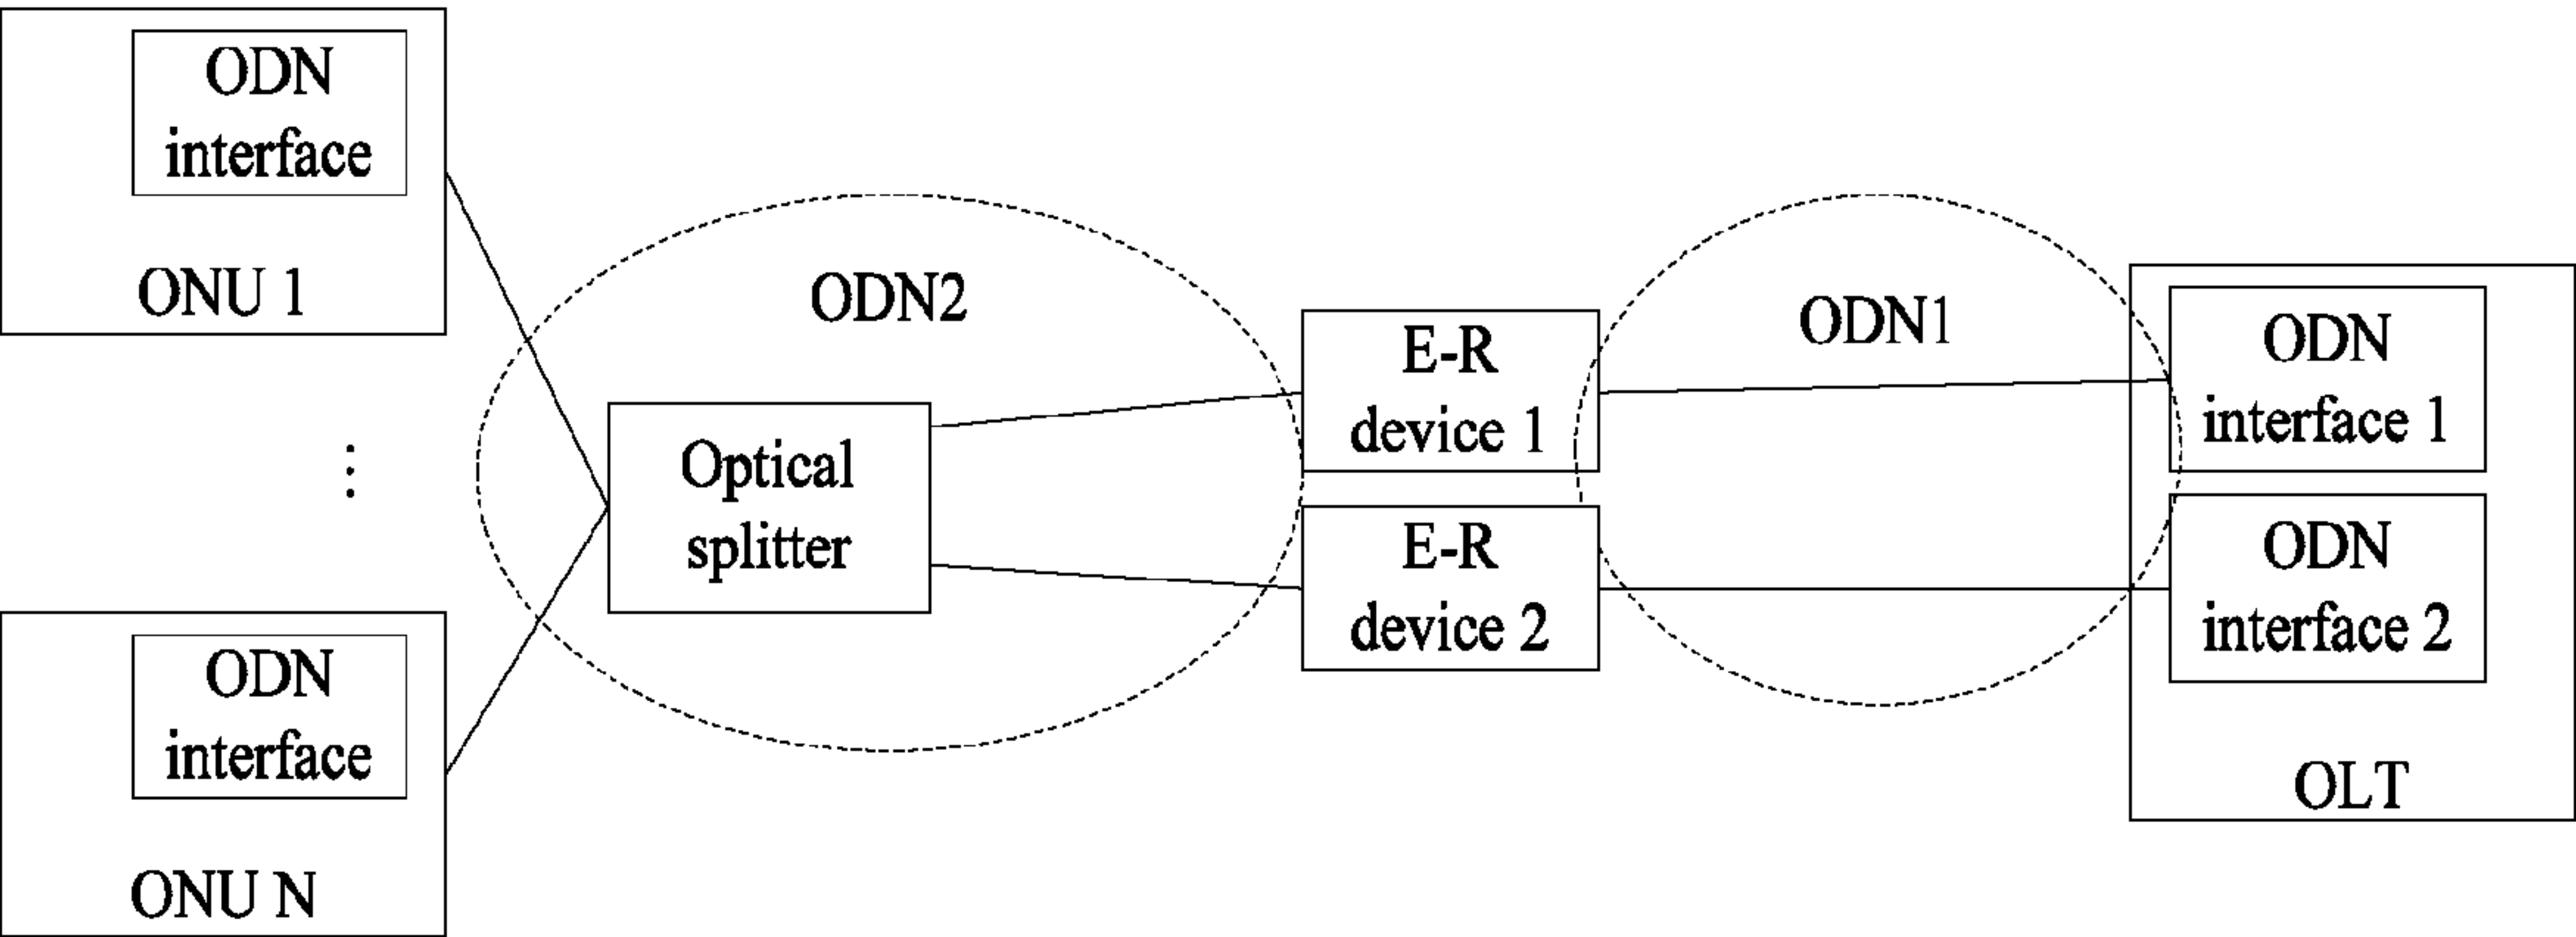 ODN
interface
ONU 1
⋮
ODN
interface
ONU N
ODN2
Optical
splitter
E-R
device 1
E-R
device 2
ODN1
ODN
interface 1
ODN
interface 2
OLT